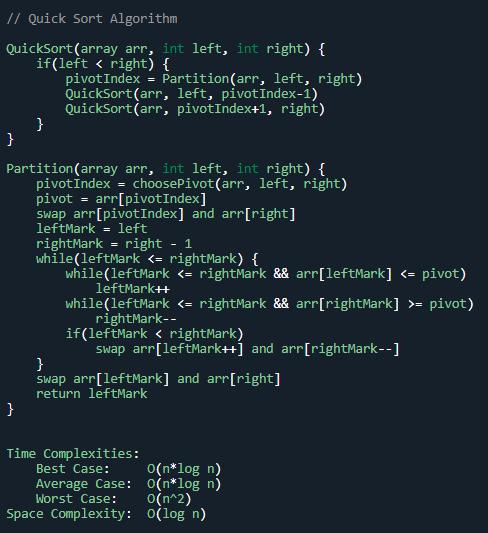 // Quick Sort Algorithm

QuickSort(array arr, int left, int right) {
    if(left < right) {
        pivotIndex = Partition(arr, left, right)
        QuickSort(arr, left, pivotIndex-1)
        QuickSort(arr, pivotIndex+1, right)
    }
}

Partition(array arr, int left, int right) {
    pivotIndex = choosePivot(arr, left, right)
    pivot = arr[pivotIndex]
    swap arr[pivotIndex] and arr[right]
    leftMark = left
    rightMark = right - 1
    while(leftMark <= rightMark) {
        while(leftMark <= rightMark && arr[leftMark] <= pivot)
            leftMark++
        while(leftMark <= rightMark && arr[rightMark] >= pivot)
            rightMark--
        if(leftMark < rightMark)
            swap arr[leftMark++] and arr[rightMark--]
    }
    swap arr[leftMark] and arr[right]
    return leftMark
}

Time Complexities:
    Best Case:     O(n*log n)
    Average Case:  O(n*log n)
    Worst Case:    O(n^2)
Space Complexity:  O(log n)